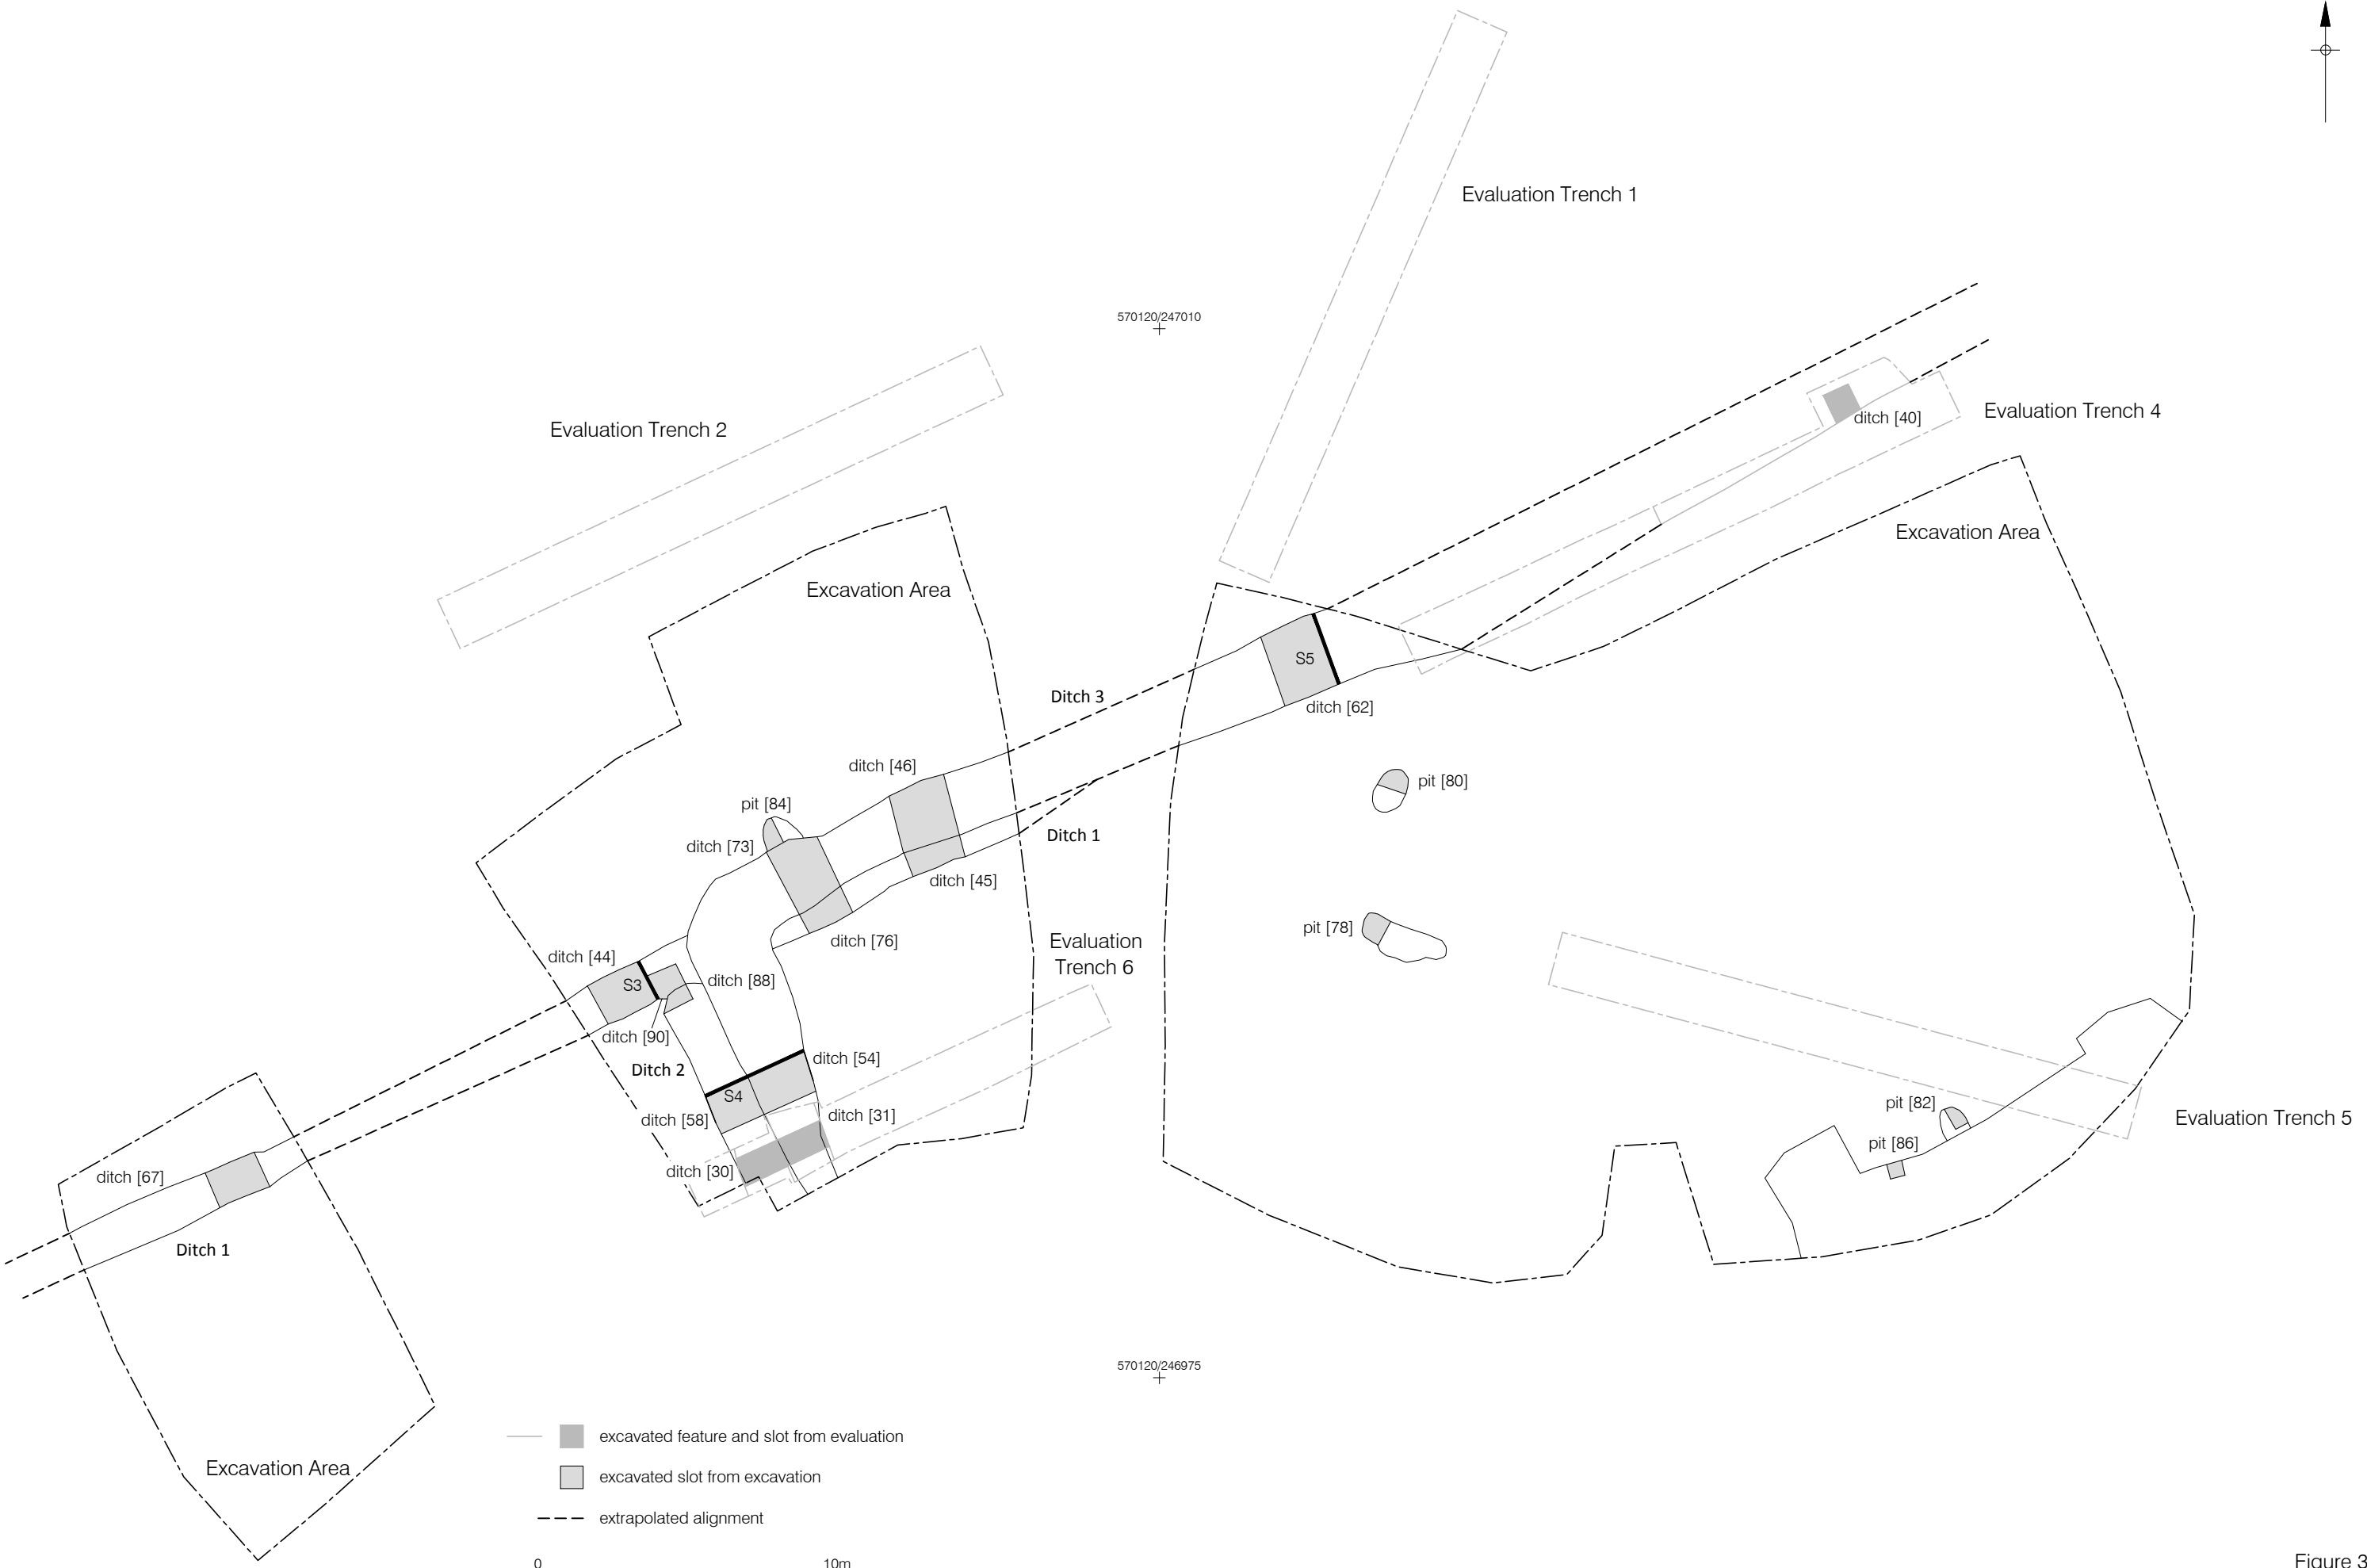 Evaluation Trench 1
570120/247010
Evaluation Trench 2
Evaluation Trench 4
ditch [40]
Excavation Area
Excavation Area
S5
Ditch 3
ditch [62]
ditch [46]
pit [80]
pit [84]
Ditch 1
ditch [73]
ditch [45]
pit [78]
ditch [76]
Evaluation
Trench 6
ditch [44]
S3
ditch [88]
ditch [90]
ditch [54]
Ditch 2
S4
ditch [58]
ditch [31]
pit [82]
Evaluation Trench 5
pit [86]
ditch [30]
ditch [67]
Ditch 1
570120/246975
excavated feature and slot from evaluation
Excavation Area
excavated slot from excavation
extrapolated alignment
0 10m
Figure 3